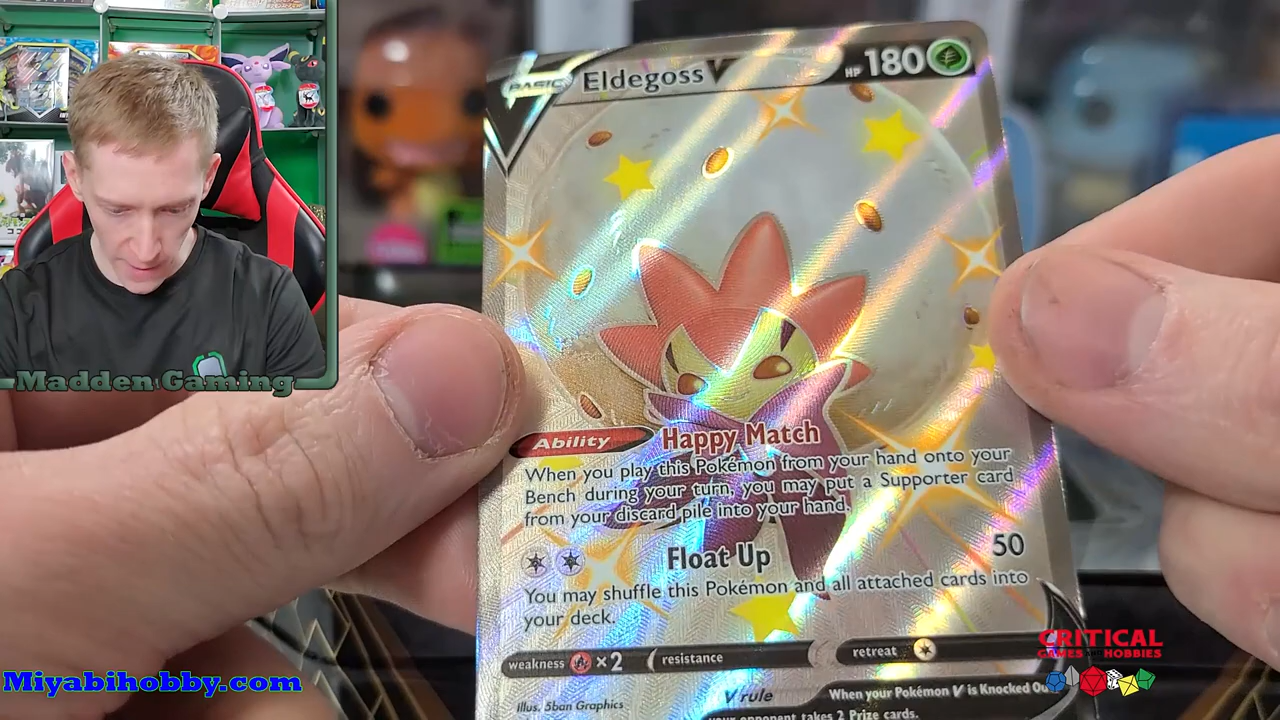 BASIC
Eldegoss V
HP 180
Ability
Happy Match
When you play this Pokémon from your hand onto your
Bench during your turn, you may put a Supporter card
from your discard pile into your hand.
Float Up
50
You may shuffle this Pokémon and all attached cards into
your deck.
weakness ×2
resistance
retreat
Illus. 5ban Graphics
V rule
When your Pokémon V is Knocked Ou
your opponent takes 2 Prize cards.
Madden Gaming
Miyabihobby.com
CRITICAL
GAMES AND HOBBIES